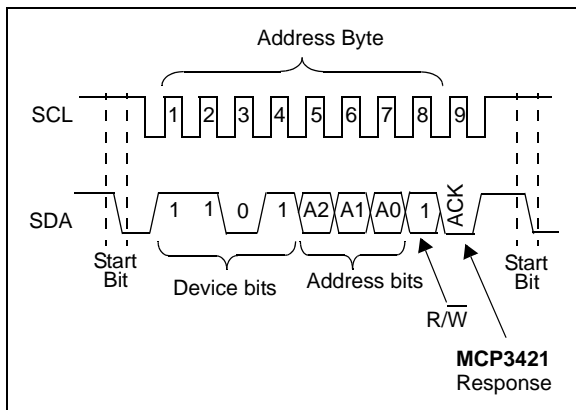 Address Byte
SCL 1 2 3 4 5 6 7 8 9
SDA 1 1 0 1 A2 A1 A0 1 ACK
Start
Bit
Device bits
Address bits
Start
Bit
R/W̅
MCP3421
Response